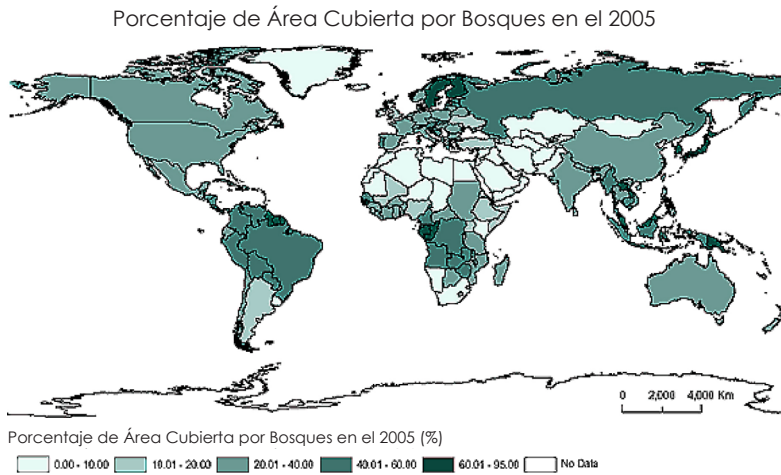 Porcentaje de Área Cubierta por Bosques en el 2005
0 2,000 4,000 Km
Porcentaje de Área Cubierta por Bosques en el 2005 (%)
0.00 - 10.00 10.01 - 20.00 20.01 - 40.00 40.01 - 60.00 60.01 - 95.00 No Data